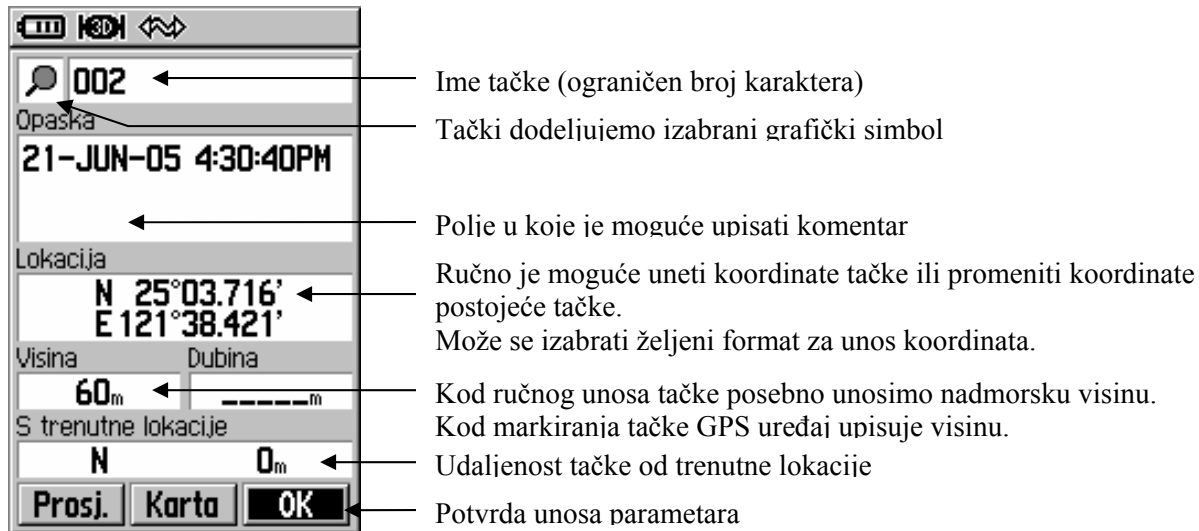 3D
002
Opaska
21-JUN-05 4:30:40PM
Lokacija
N 25°03.716'
E 121°38.421'
Visina Dubina
60m _____m
S trenutne lokacije
N 0m
Prosj. Karta OK
Ime tačke (ograničen broj karaktera)
Tački dodeljujemo izabrani grafički simbol
Polje u koje je moguće upisati komentar
Ručno je moguće uneti koordinate tačke ili promeniti koordinate
postojeće tačke.
Može se izabrati željeni format za unos koordinata.
Kod ručnog unosa tačke posebno unosimo nadmorsku visinu.
Kod markiranja tačke GPS uređaj upisuje visinu.
Udaljenost tačke od trenutne lokacije
Potvrda unosa parametara